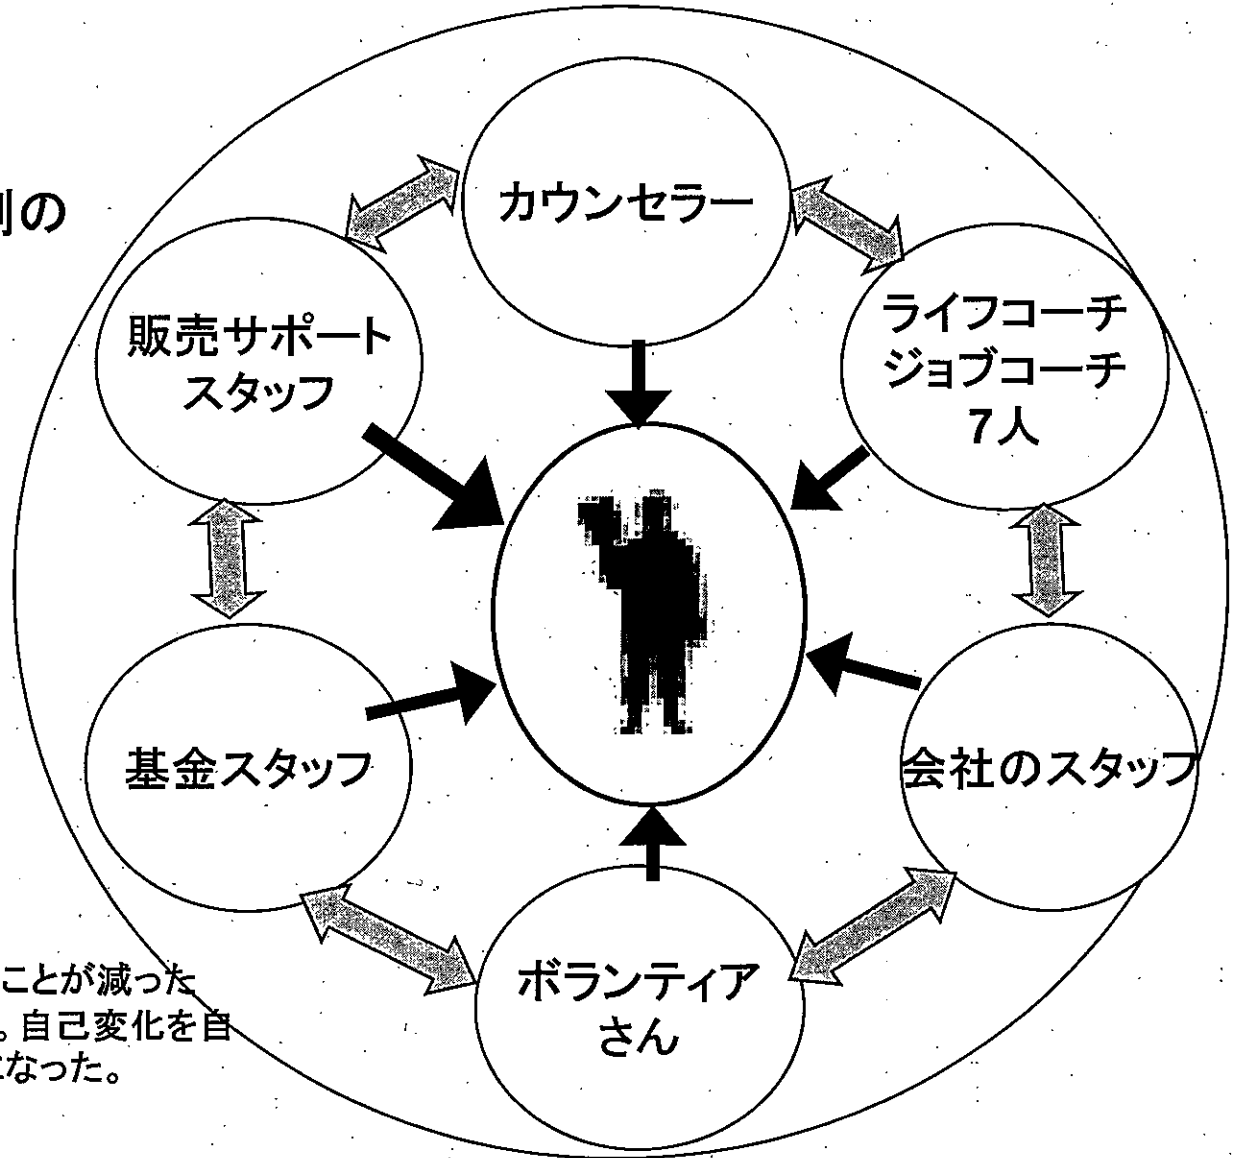 別の
カウンセラー
販売サポート
スタッフ
ライフコーチ
ジョブコーチ
7人
基金スタッフ
会社のスタッフ
ボランティア
さん
ことが減った
。自己変化を自
になった。